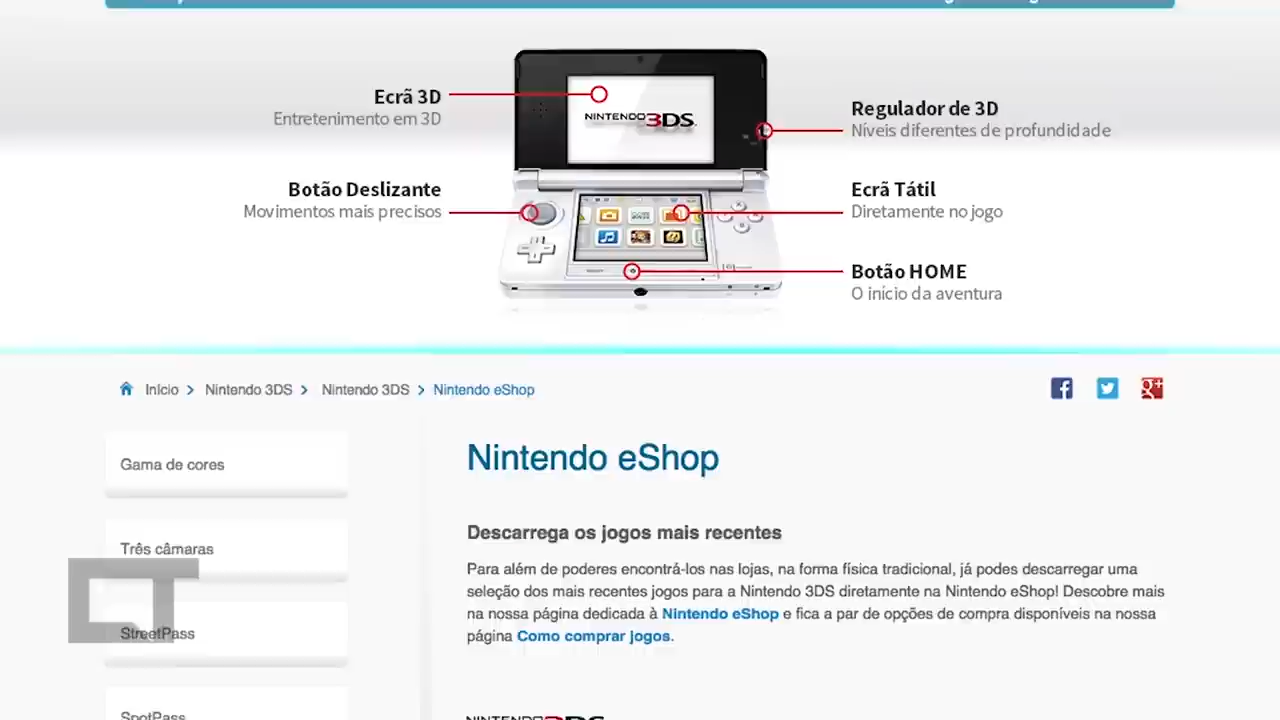 Ecrã 3D
Entretenimento em 3D
NINTENDO 3DS
Regulador de 3D
Níveis diferentes de profundidade
Botão Deslizante
Movimentos mais precisos
Ecrã Tátil
Diretamente no jogo
Botão HOME
O início da aventura
Início > Nintendo 3DS > Nintendo 3DS > Nintendo eShop
Gama de cores
Três câmaras
StreetPass
SpotPass
Nintendo eShop
Descarrega os jogos mais recentes
Para além de poderes encontrá-los nas lojas, na forma física tradicional, já podes descarregar uma
seleção dos mais recentes jogos para a Nintendo 3DS diretamente na Nintendo eShop! Descobre mais
na nossa página dedicada à Nintendo eShop e fica a par de opções de compra disponíveis na nossa
página Como comprar jogos.
NINTENDO 3DS